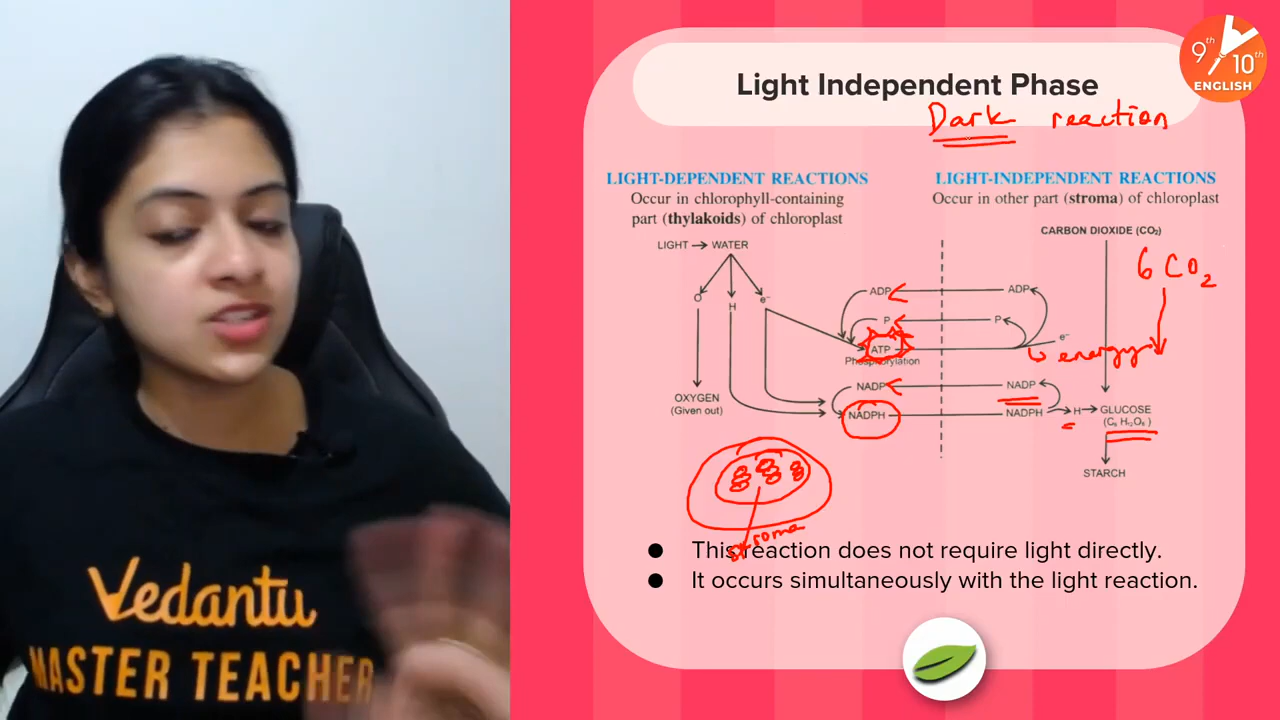 Light Independent Phase
Dark reaction
9th 10th
ENGLISH
LIGHT-DEPENDENT REACTIONS
Occur in chlorophyll-containing
part (thylakoids) of chloroplast
LIGHT → WATER
O
H
e⁻
ADP
P
ATP
Phosphorylation
NADP
NADPH
OXYGEN
(Given out)
LIGHT-INDEPENDENT REACTIONS
Occur in other part (stroma) of chloroplast
CARBON DIOXIDE (CO₂)
6 CO₂
ADP
P
e⁻
energy
NADP
NADPH
H → GLUCOSE
(C₆ H₁₂O₆)
STARCH
stroma
● This reaction does not require light directly.
● It occurs simultaneously with the light reaction.
Vedantu
MASTER TEACHER